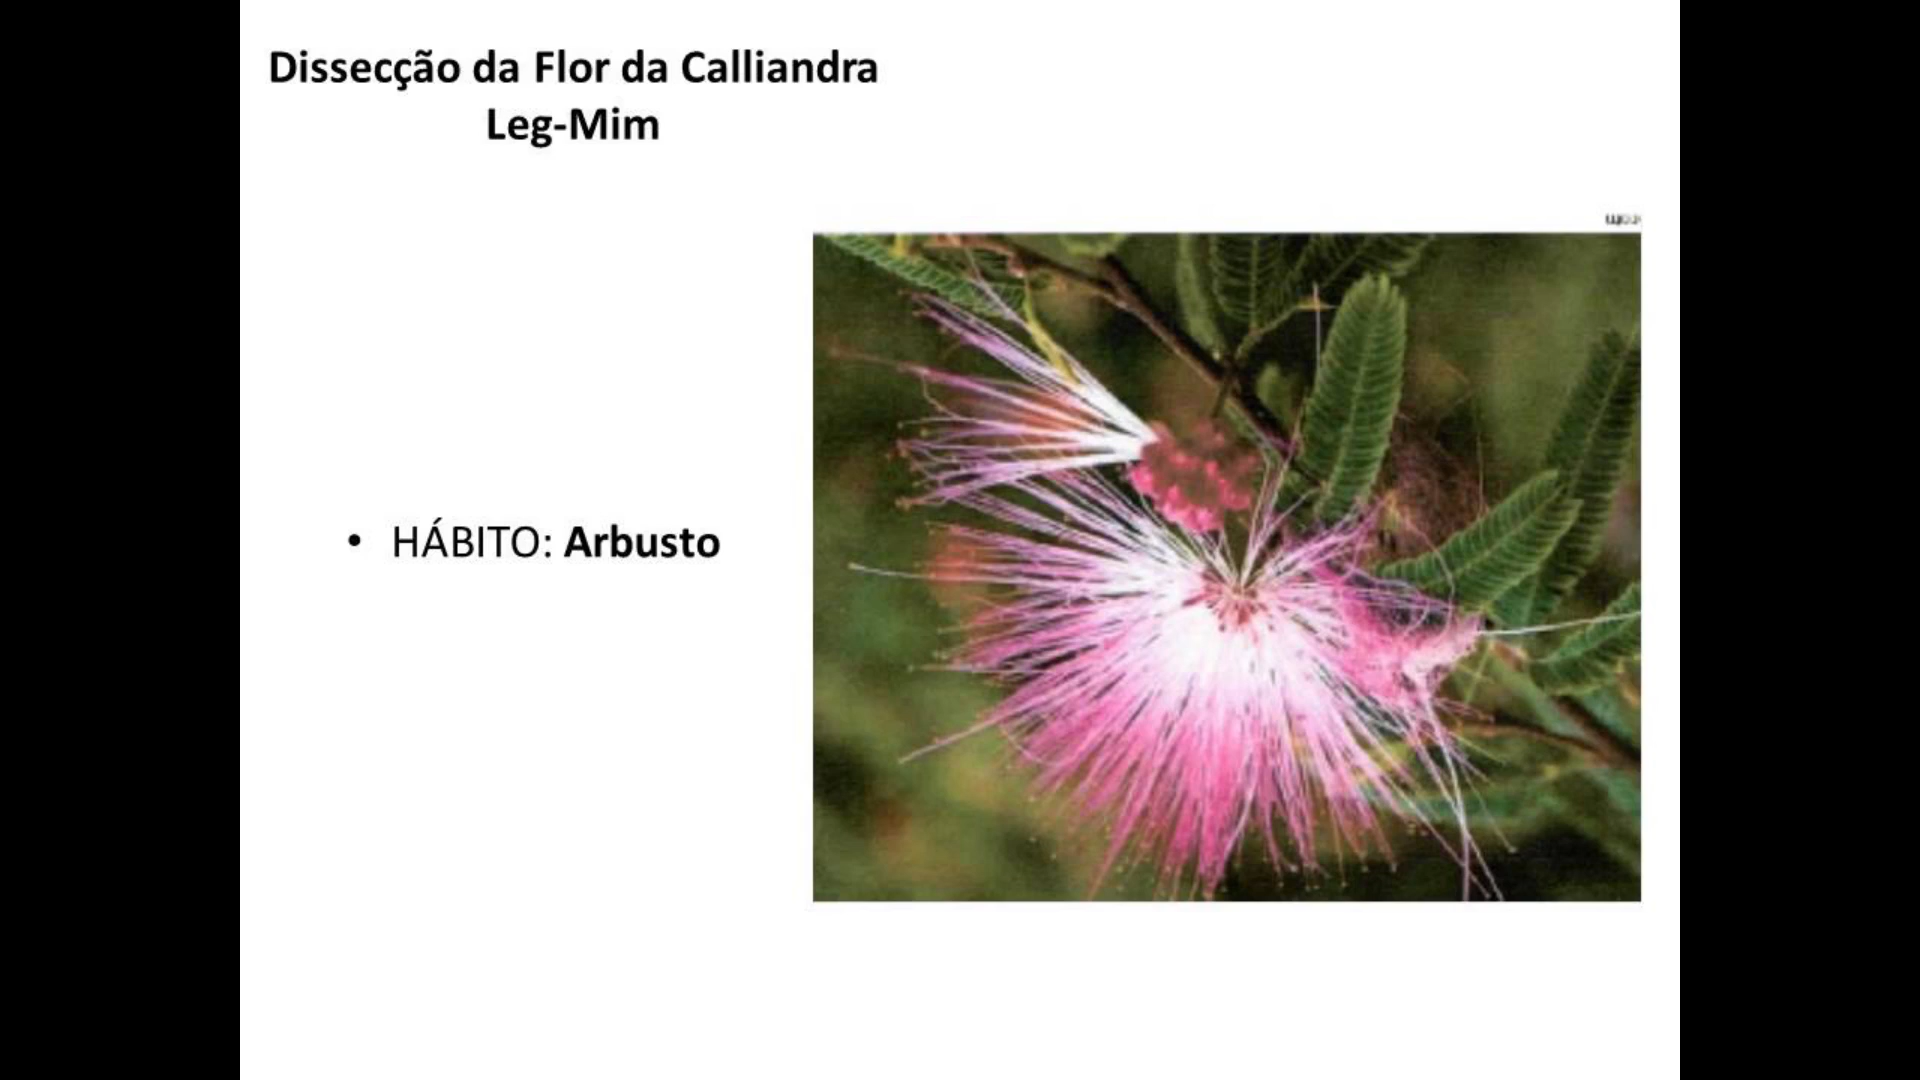 Dissecção da Flor da Calliandra
Leg-Mim
• HÁBITO: Arbusto